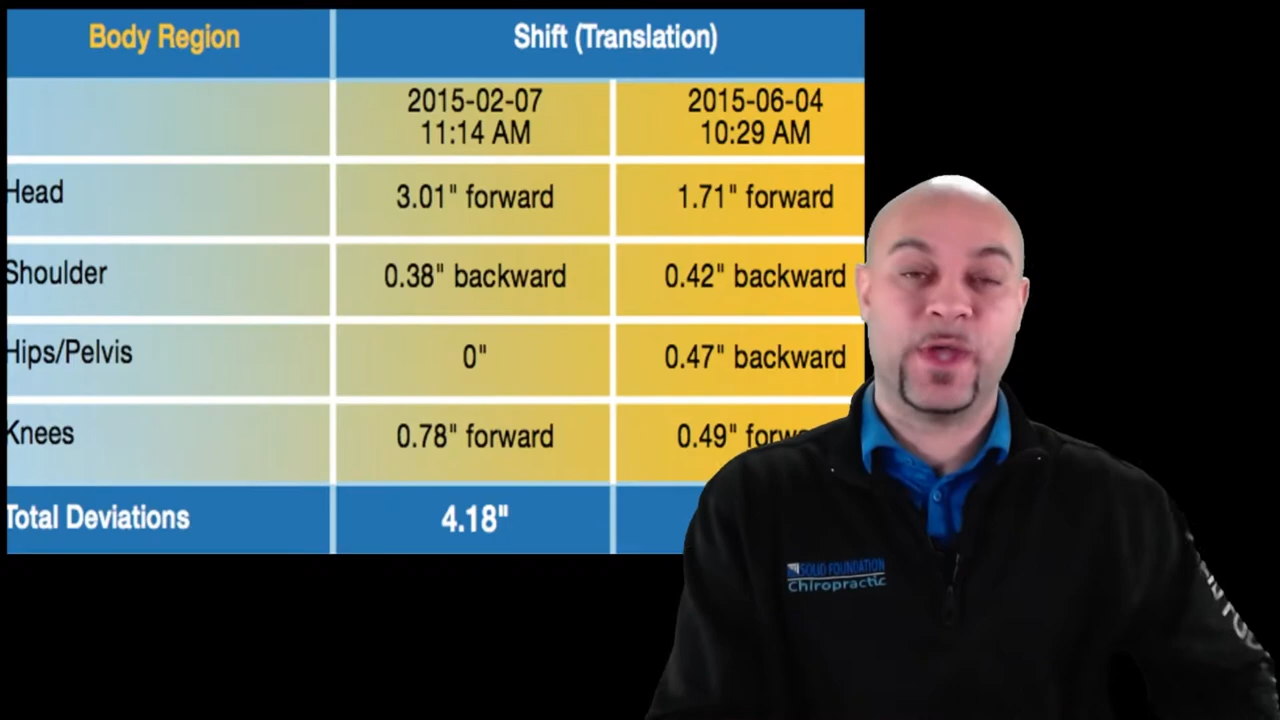 Body Region
Shift (Translation)
2015-02-07
11:14 AM
2015-06-04
10:29 AM
Head
3.01" forward
1.71" forward
Shoulder
0.38" backward
0.42" backward
Hips/Pelvis
0"
0.47" backward
Knees
0.78" forward
0.49"
Total Deviations
4.18"
SOLID FOUNDATION
Chiropractic